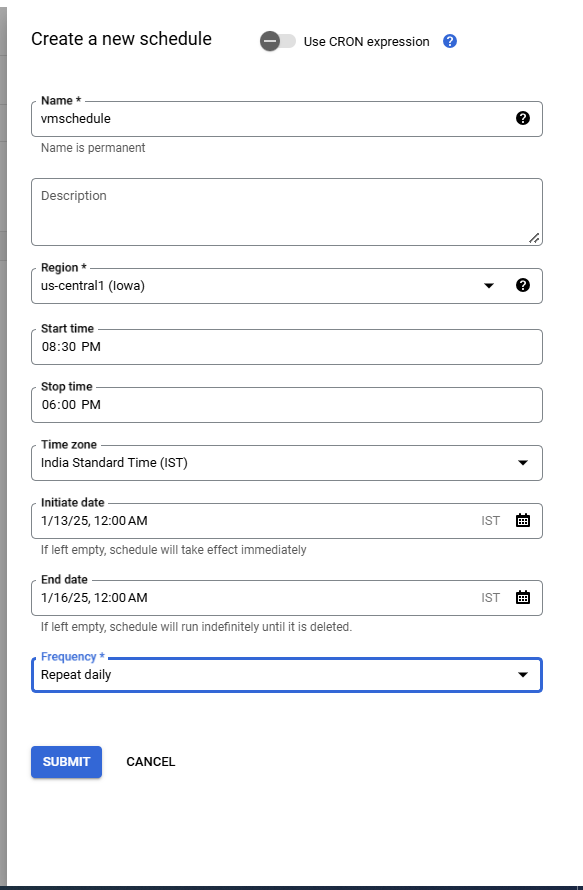 Create a new schedule
Use CRON expression
?
Name *
vmschedule
?
Name is permanent
Description
Region *
us-central1 (Iowa)
?
Start time
08:30 PM
Stop time
06:00 PM
Time zone
India Standard Time (IST)
Initiate date
1/13/25, 12:00 AM
IST
If left empty, schedule will take effect immediately
End date
1/16/25, 12:00 AM
IST
If left empty, schedule will run indefinitely until it is deleted.
Frequency *
Repeat daily
SUBMIT
CANCEL